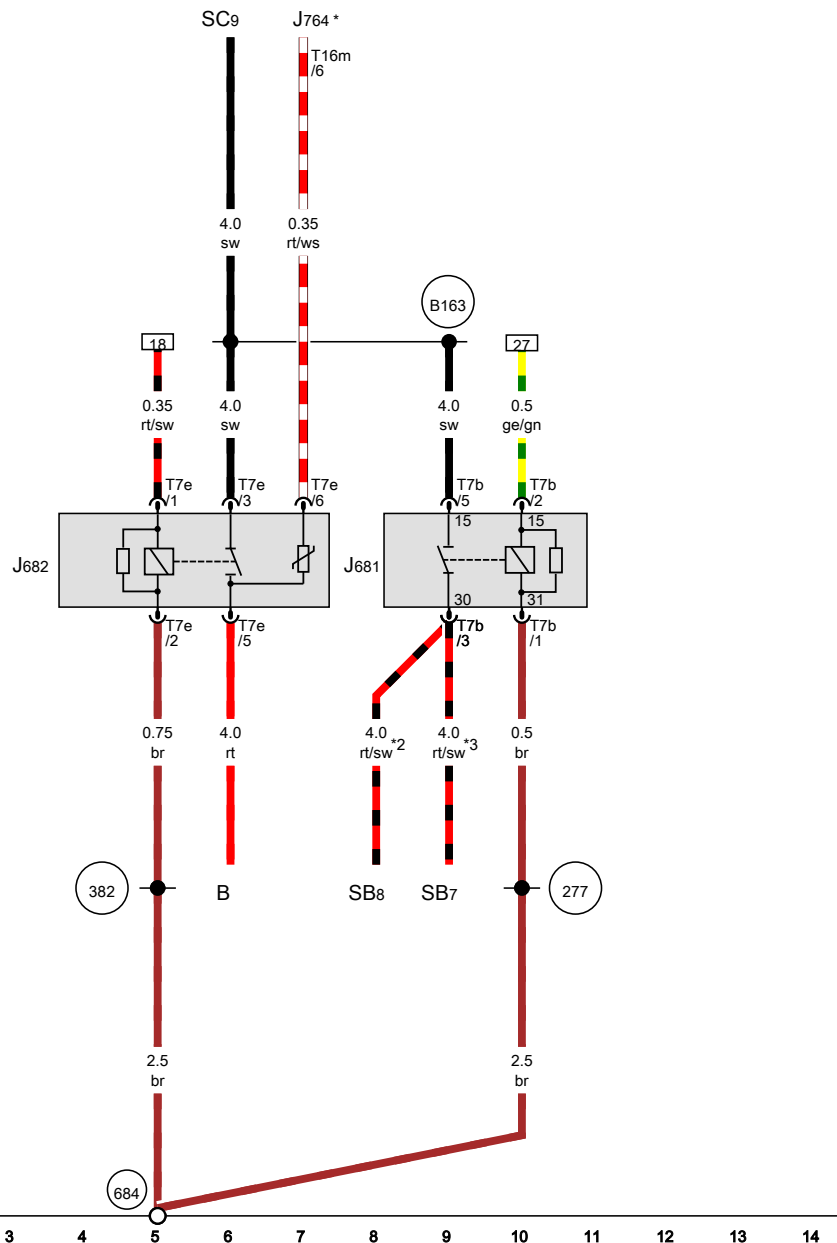 SC9
J764 *
T16m
/6
4.0
sw
0.35
rt/ws
B163
18
27
0.35
rt/sw
4.0
sw
4.0
sw
0.5
ge/gn
T7e
/1
T7e
/3
T7e
/6
T7b
/5
T7b
/2
15
15
J682
J681
30
31
T7e
/2
T7e
/5
T7b
/3
T7b
/1
0.75
br
4.0
rt
4.0
rt/sw*2
4.0
rt/sw*3
0.5
br
382
B
SB8
SB7
277
2.5
br
2.5
br
684
3 4 5 6 7 8 9 10 11 12 13 14